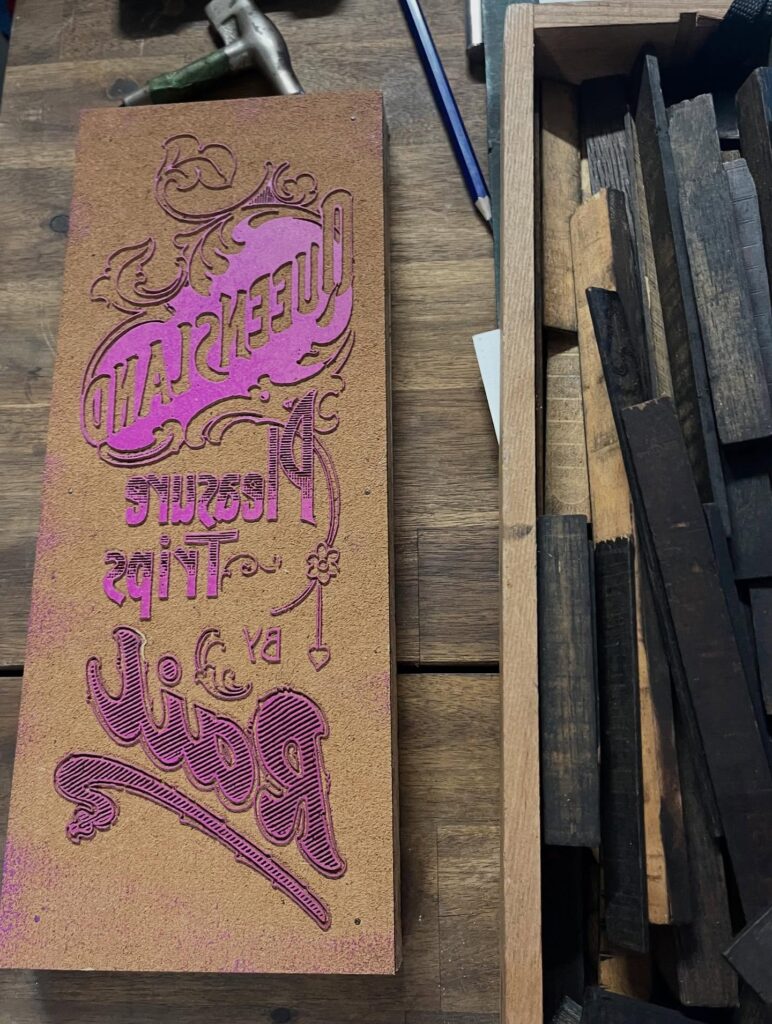 QUEENSLAND
Pleasure
Trips
BY
Rail